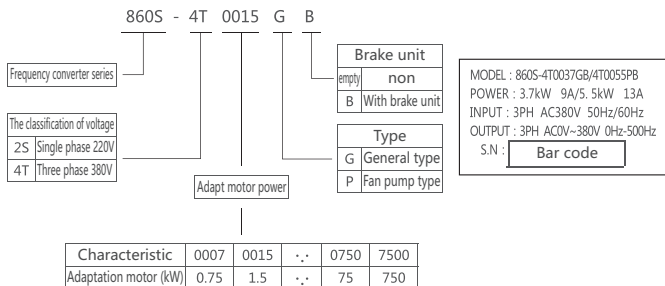 860S - 4T 0015 G B
Frequency converter series
The classification of voltage
2S Single phase 220V
4T Three phase 380V
Adapt motor power
Brake unit
empty non
B With brake unit
Type
G General type
P Fan pump type
MODEL : 860S-4T0037GB/4T0055PB
POWER : 3.7kW 9A/5. 5kW 13A
INPUT : 3PH AC380V 50Hz/60Hz
OUTPUT : 3PH AC0V~380V 0Hz-500Hz
S.N : Bar code
Characteristic 0007 0015 ·.· 0750 7500
Adaptation motor (kW) 0.75 1.5 ·.· 75 750